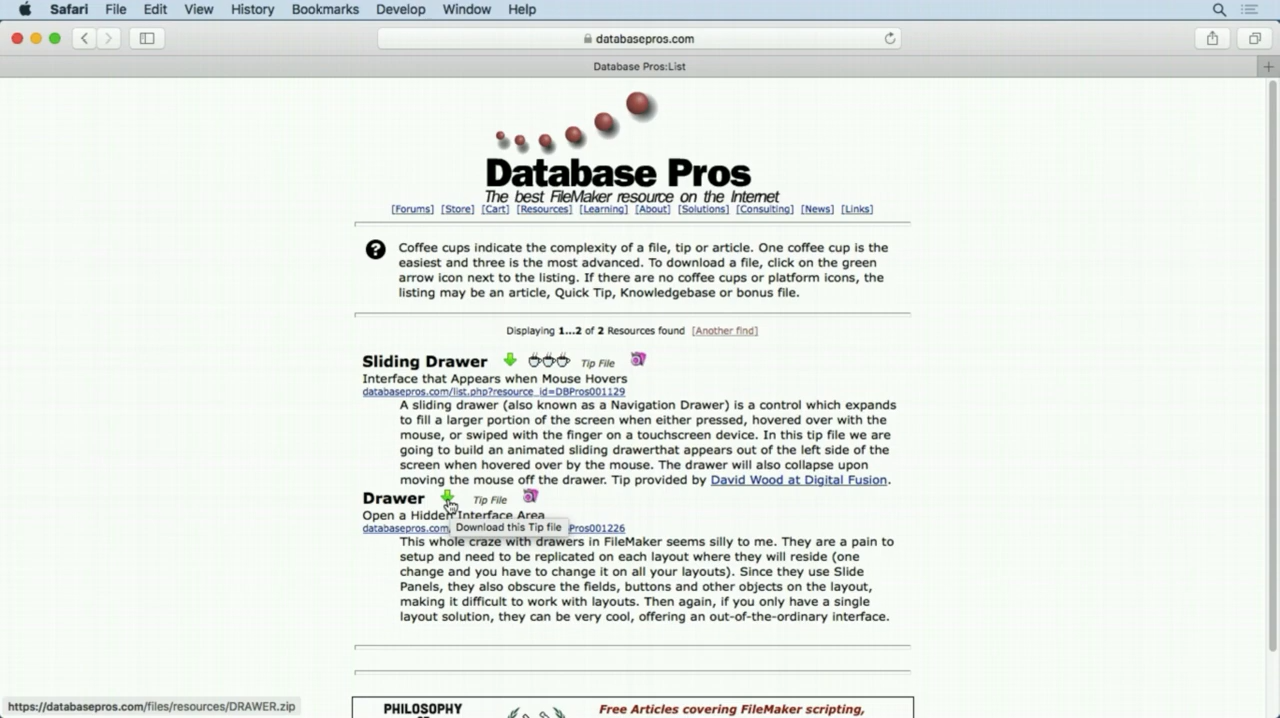 Safari File Edit View History Bookmarks Develop Window Help
databasepros.com
Database Pros:List
Database Pros
The best FileMaker resource on the Internet
[Forums] [Store] [Cart] [Resources] [Learning] [About] [Solutions] [Consulting] [News] [Links]
? Coffee cups indicate the complexity of a file, tip or article. One coffee cup is the
easiest and three is the most advanced. To download a file, click on the green
arrow icon next to the listing. If there are no coffee cups or platform icons, the
listing may be an article, Quick Tip, Knowledgebase or bonus file.
Displaying 1...2 of 2 Resources found [Another find]
Sliding Drawer Tip File
Interface that Appears when Mouse Hovers
databasepros.com/list.php?resource_id=DBPros001129
A sliding drawer (also known as a Navigation Drawer) is a control which expands
to fill a larger portion of the screen when either pressed, hovered over with the
mouse, or swiped with the finger on a touchscreen device. In this tip file we are
going to build an animated sliding drawerthat appears out of the left side of the
screen when hovered over by the mouse. The drawer will also collapse upon
moving the mouse off the drawer. Tip provided by David Wood at Digital Fusion.
Drawer Tip File
Open a Hidden Interface Area
databasepros.com Download this Tip file Pros001226
This whole craze with drawers in FileMaker seems silly to me. They are a pain to
setup and need to be replicated on each layout where they will reside (one
change and you have to change it on all your layouts). Since they use Slide
Panels, they also obscure the fields, buttons and other objects on the layout,
making it difficult to work with layouts. Then again, if you only have a single
layout solution, they can be very cool, offering an out-of-the-ordinary interface.
https://databasepros.com/files/resources/DRAWER.zip
PHILOSOPHY
Free Articles covering FileMaker scripting,